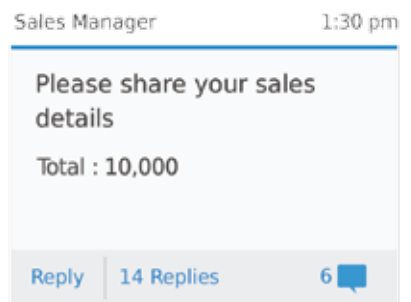 Sales Manager 1:30 pm
Please share your sales
details
Total : 10,000
Reply 14 Replies 6